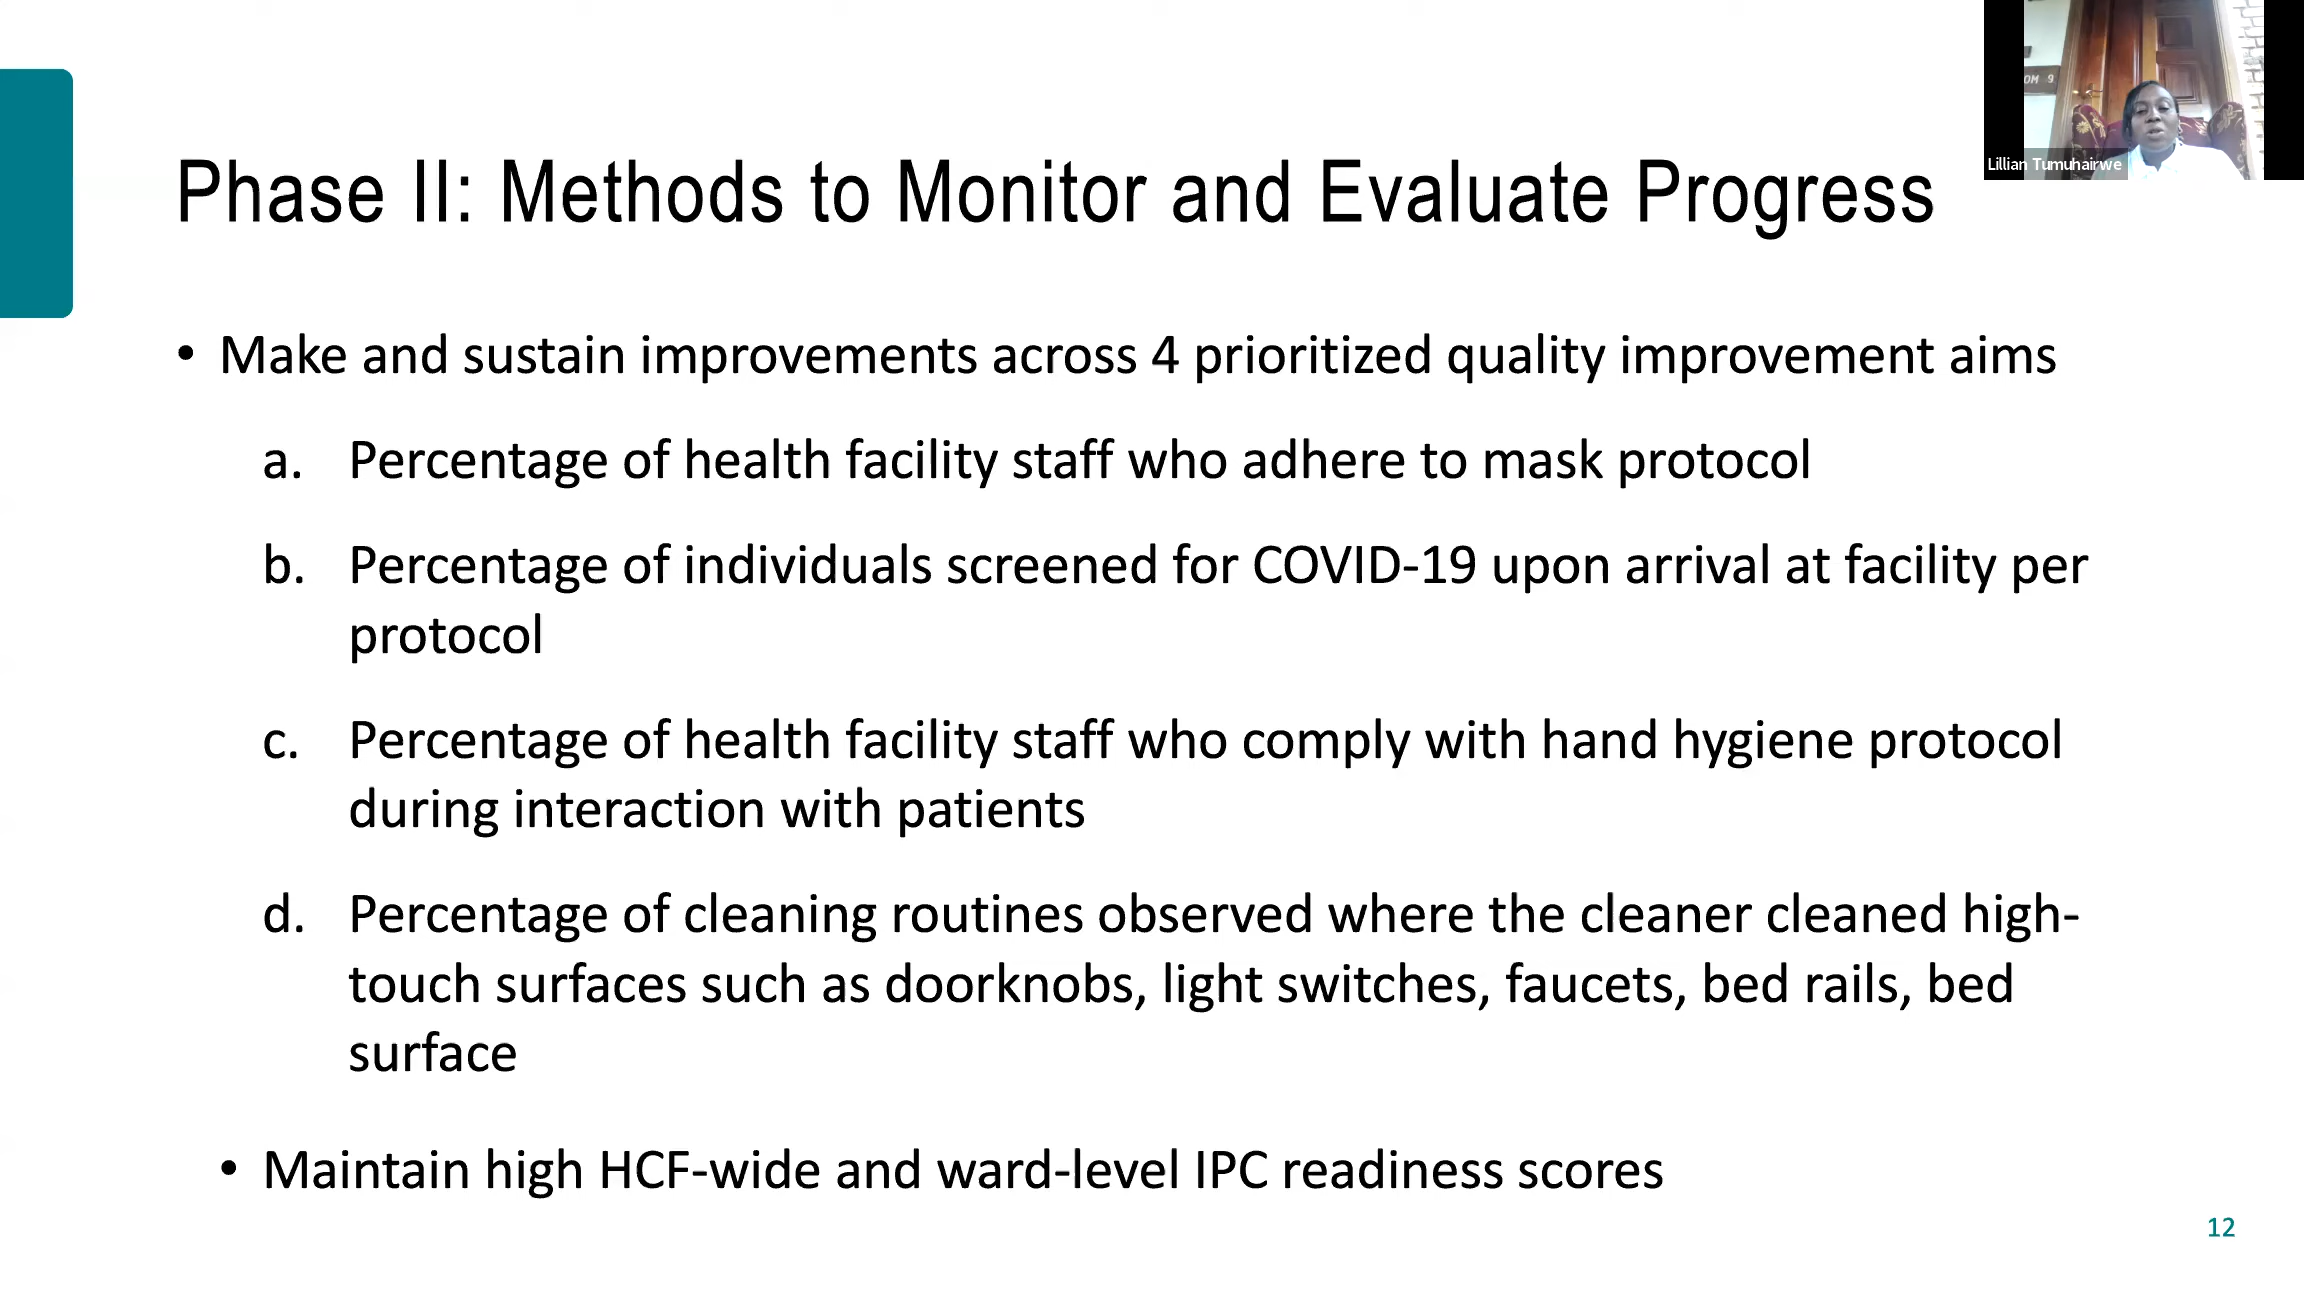 OM 9
Lillian Tumuhairwe
Phase II: Methods to Monitor and Evaluate Progress
• Make and sustain improvements across 4 prioritized quality improvement aims
a. Percentage of health facility staff who adhere to mask protocol
b. Percentage of individuals screened for COVID-19 upon arrival at facility per
protocol
c. Percentage of health facility staff who comply with hand hygiene protocol
during interaction with patients
d. Percentage of cleaning routines observed where the cleaner cleaned high-
touch surfaces such as doorknobs, light switches, faucets, bed rails, bed
surface
• Maintain high HCF-wide and ward-level IPC readiness scores
12